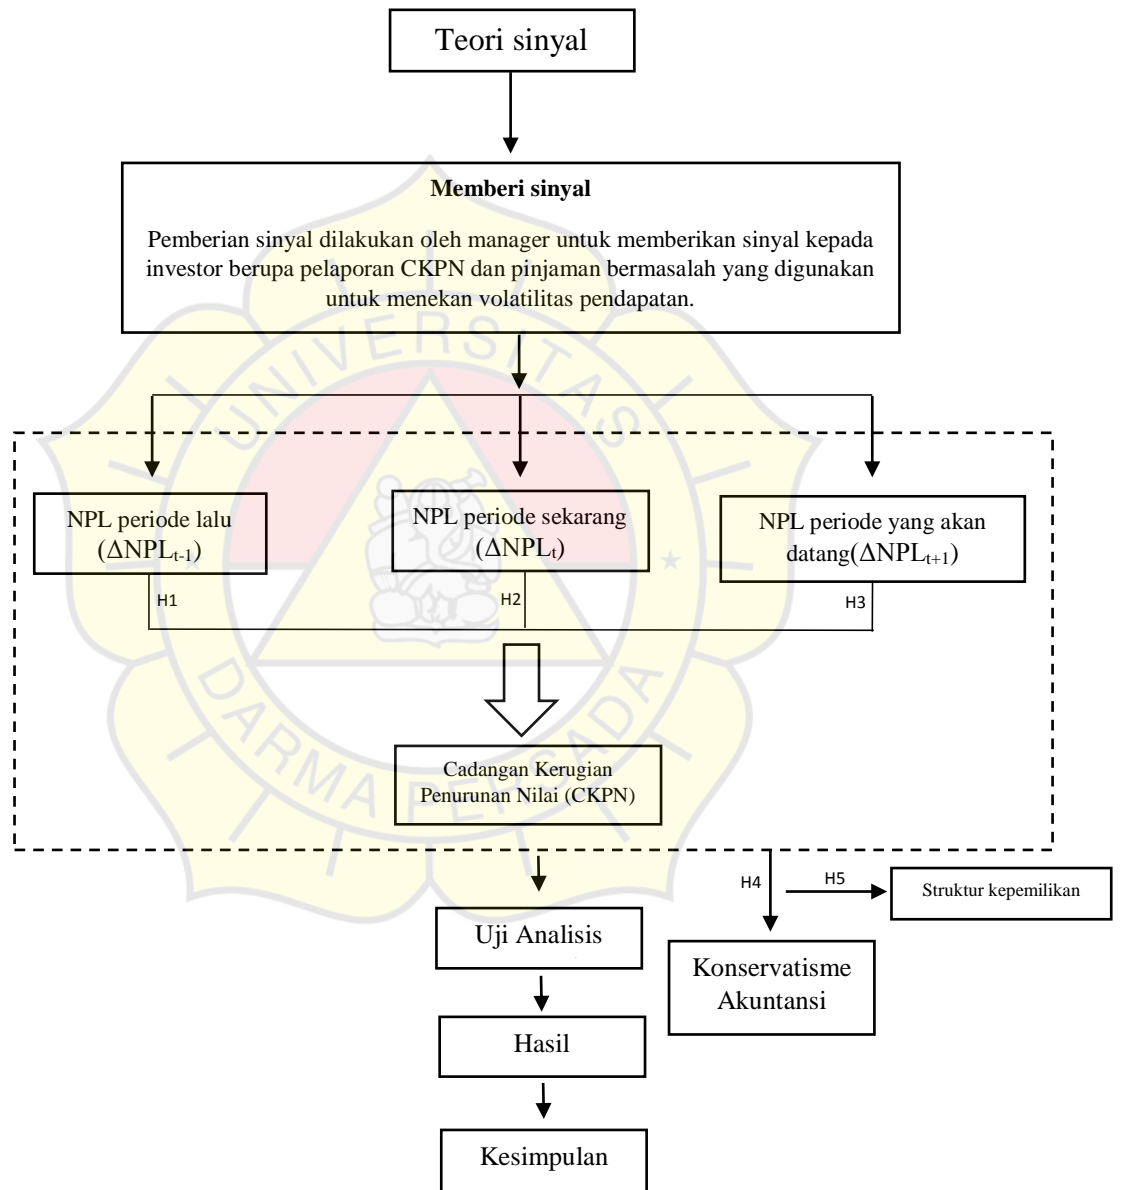 Teori sinyal
Memberi sinyal
Pemberian sinyal dilakukan oleh manager untuk memberikan sinyal kepada
investor berupa pelaporan CKPN dan pinjaman bermasalah yang digunakan
untuk menekan volatilitas pendapatan.
UNIVERSITAS
NPL periode lalu
(ΔNPLt-1)
NPL periode sekarang
(ΔNPLt)
NPL periode yang akan
datang(ΔNPLt+1)
H1
H2
H3
DARMA PERSADA
Cadangan Kerugian
Penurunan Nilai (CKPN)
H4
H5
Struktur kepemilikan
Uji Analisis
Konservatisme
Akuntansi
Hasil
Kesimpulan